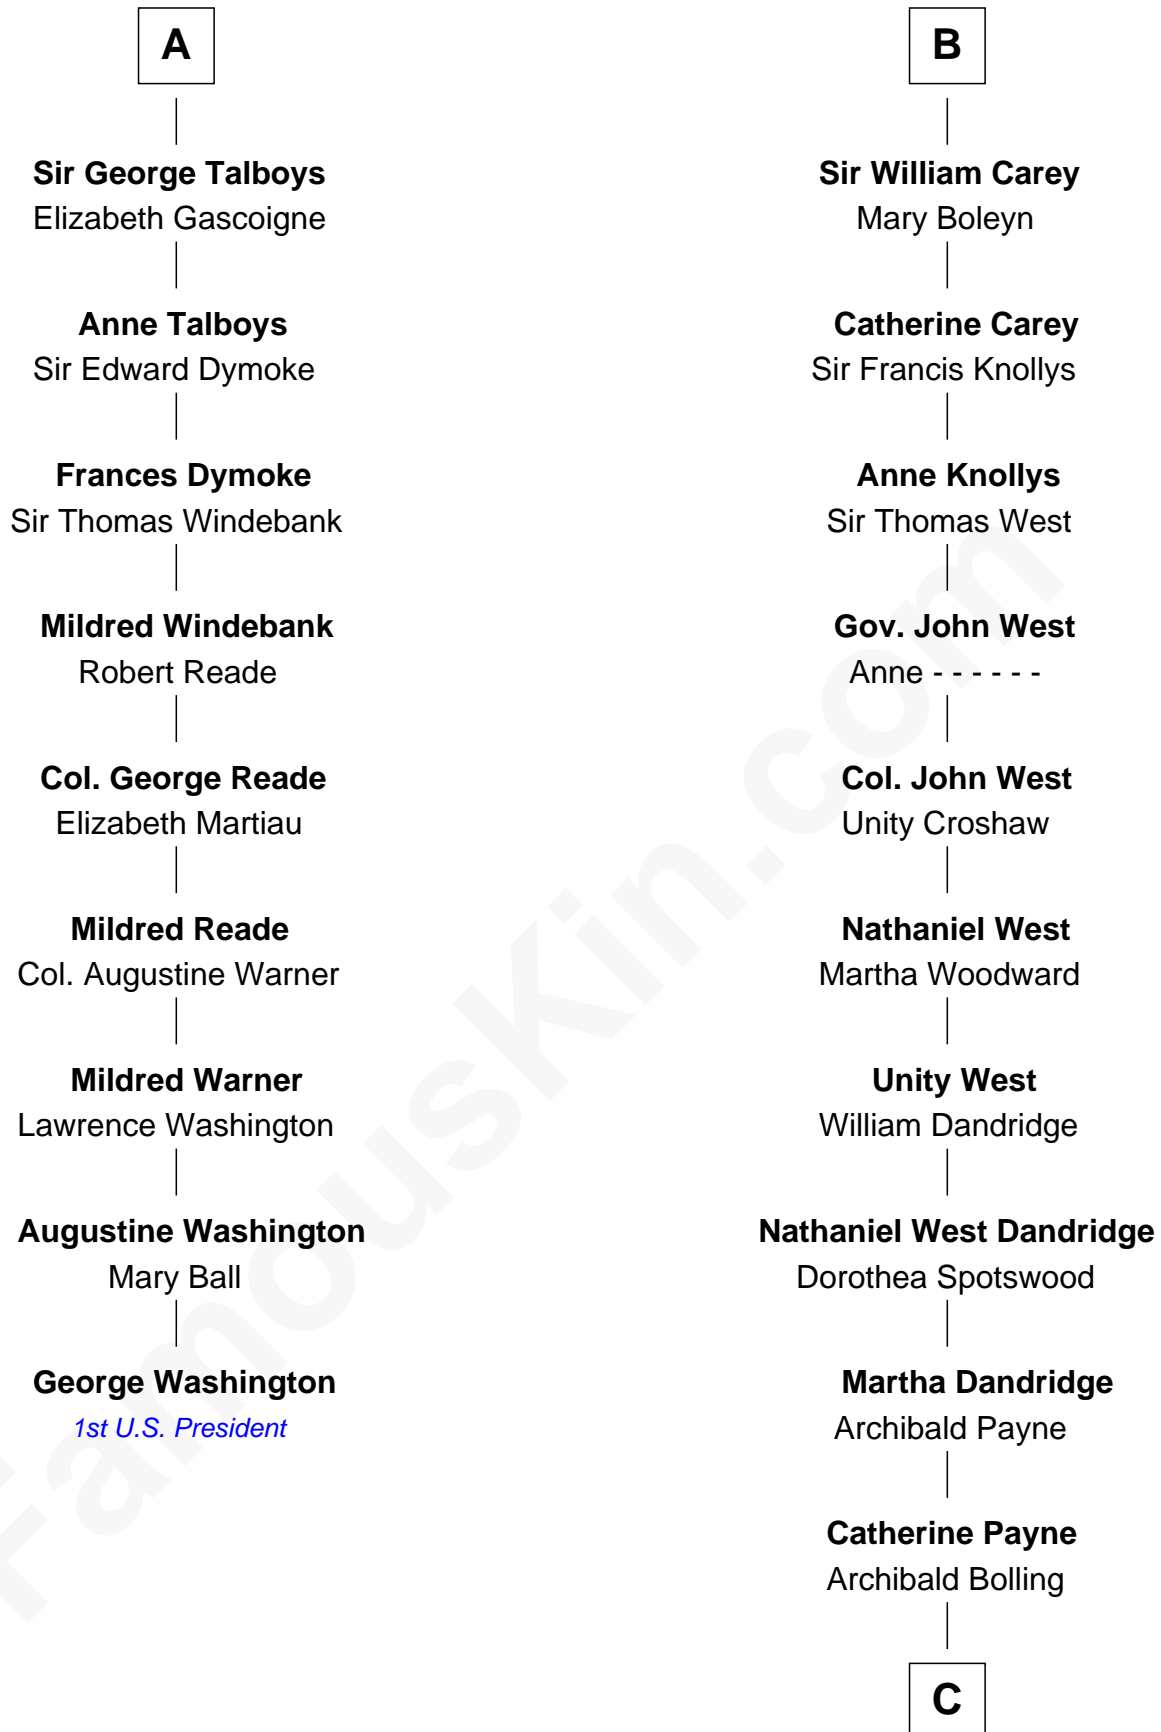 A
Sir George Talboys
Elizabeth Gascoigne
Anne Talboys
Sir Edward Dymoke
Frances Dymoke
Sir Thomas Windebank
Mildred Windebank
Robert Reade
Col. George Reade
Elizabeth Martiau
Mildred Reade
Col. Augustine Warner
Mildred Warner
Lawrence Washington
Augustine Washington
Mary Ball
George Washington
1st U.S. President
B
Sir William Carey
Mary Boleyn
Catherine Carey
Sir Francis Knollys
Anne Knollys
Sir Thomas West
Gov. John West
Anne - - - - - -
Col. John West
Unity Croshaw
Nathaniel West
Martha Woodward
Unity West
William Dandridge
Nathaniel West Dandridge
Dorothea Spotswood
Martha Dandridge
Archibald Payne
Catherine Payne
Archibald Bolling
C
FamousKin.com